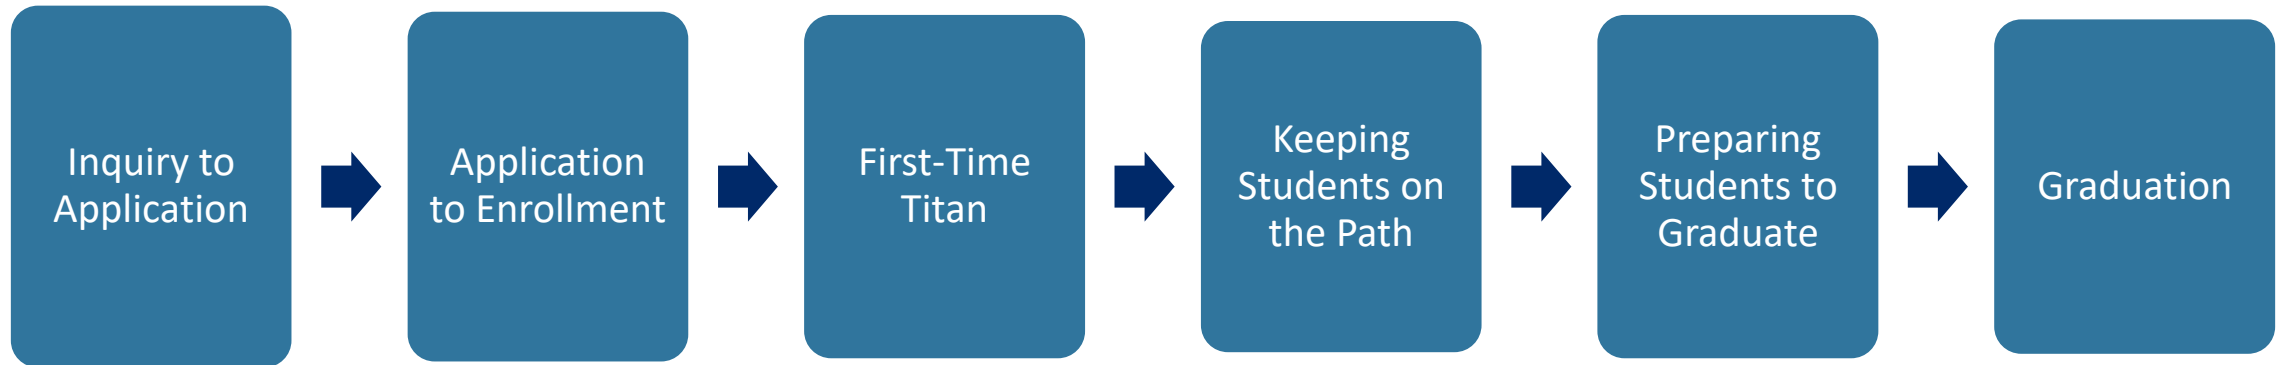 Inquiry to
Application
Application
to Enrollment
First-Time
Titan
Keeping
Students on
the Path
Preparing
Students to
Graduate
Graduation